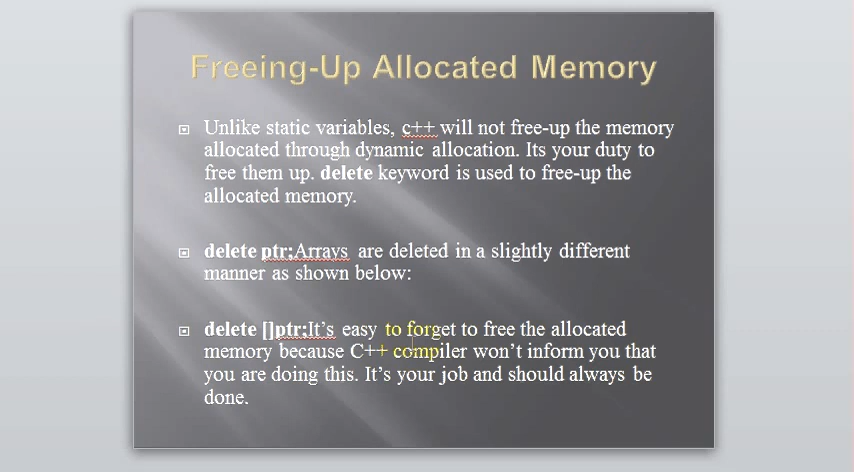 Freeing-Up Allocated Memory
Unlike static variables, c++ will not free-up the memory
allocated through dynamic allocation. Its your duty to
free them up. delete keyword is used to free-up the
allocated memory.
delete ptr;Arrays are deleted in a slightly different
manner as shown below:
delete []ptr;It's easy to forget to free the allocated
memory because C++ compiler won't inform you that
you are doing this. It's your job and should always be
done.